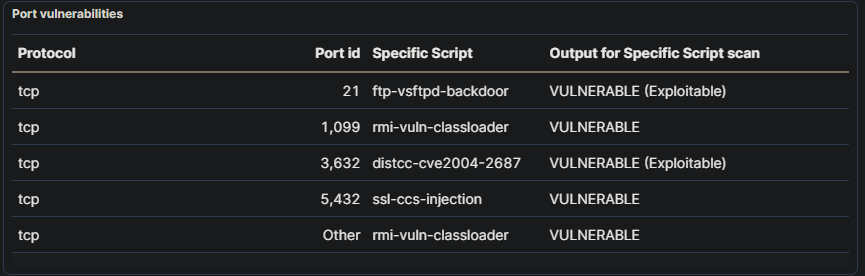 Port vulnerabilities
Protocol Port id Specific Script Output for Specific Script scan
tcp 21 ftp-vsftpd-backdoor VULNERABLE (Exploitable)
tcp 1,099 rmi-vuln-classloader VULNERABLE
tcp 3,632 distcc-cve2004-2687 VULNERABLE (Exploitable)
tcp 5,432 ssl-ccs-injection VULNERABLE
tcp Other rmi-vuln-classloader VULNERABLE